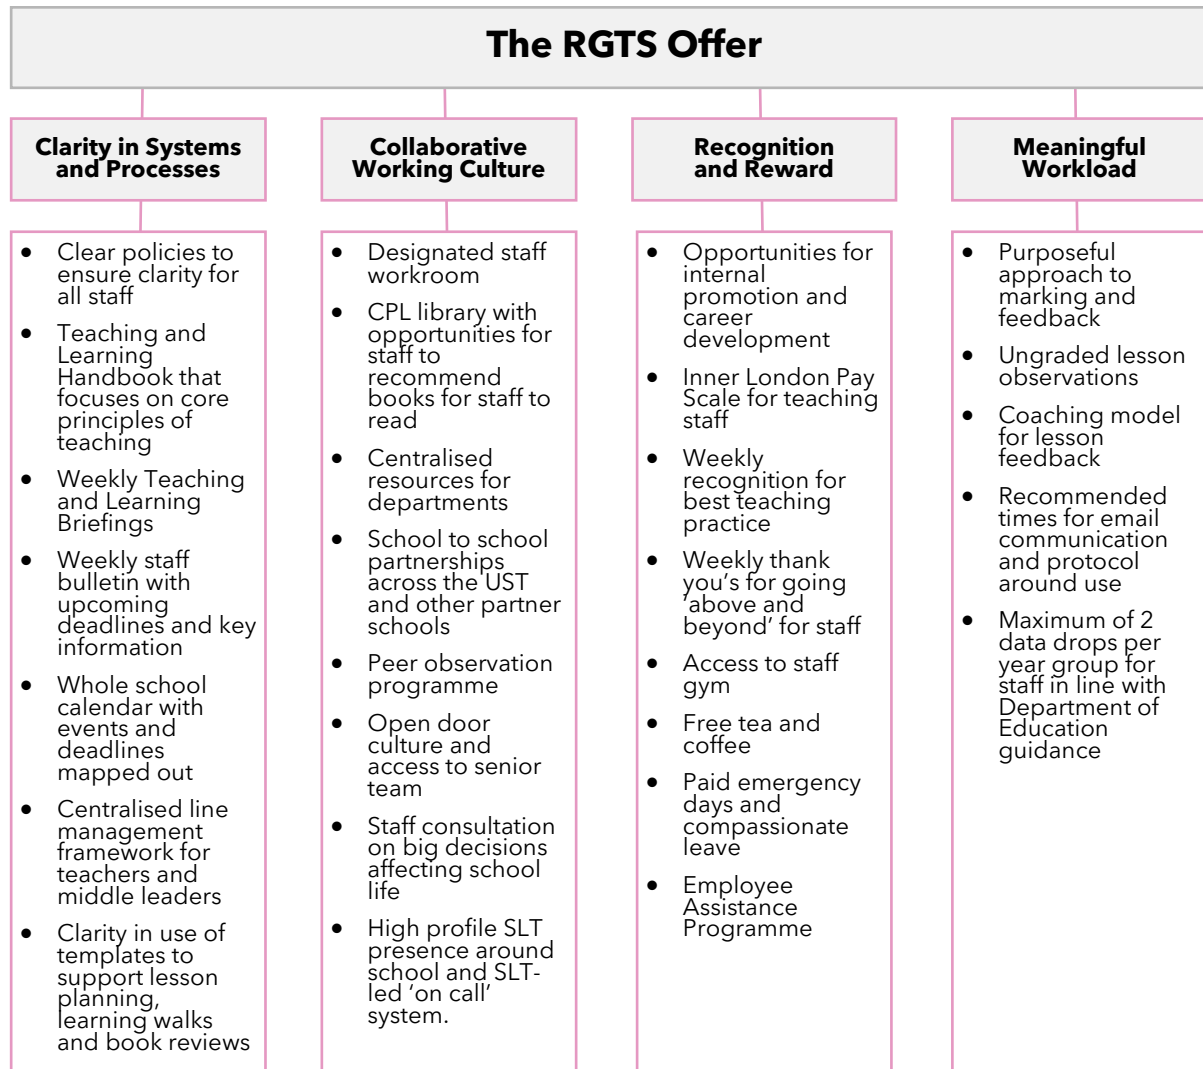 The RGTS Offer
Clarity in Systems
and Processes
• Clear policies to
ensure clarity for
all staff
• Teaching and
Learning
Handbook that
focuses on core
principles of
teaching
• Weekly Teaching
and Learning
Briefings
• Weekly staff
bulletin with
upcoming
deadlines and key
information
• Whole school
calendar with
events and
deadlines
mapped out
• Centralised line
management
framework for
teachers and
middle leaders
• Clarity in use of
templates to
support lesson
planning,
learning walks
and book reviews
Collaborative
Working Culture
• Designated staff
workroom
• CPL library with
opportunities for
staff to
recommend
books for staff to
read
• Centralised
resources for
departments
• School to school
partnerships
across the UST
and other partner
schools
• Peer observation
programme
• Open door
culture and
access to senior
team
• Staff consultation
on big decisions
affecting school
life
• High profile SLT
presence around
school and SLT-
led ‘on call’
system.
Recognition
and Reward
• Opportunities for
internal
promotion and
career
development
• Inner London Pay
Scale for teaching
staff
• Weekly
recognition for
best teaching
practice
• Weekly thank
you’s for going
‘above and
beyond’ for staff
• Access to staff
gym
• Free tea and
coffee
• Paid emergency
days and
compassionate
leave
• Employee
Assistance
Programme
Meaningful
Workload
• Purposeful
approach to
marking and
feedback
• Ungraded lesson
observations
• Coaching model
for lesson
feedback
• Recommended
times for email
communication
and protocol
around use
• Maximum of 2
data drops per
year group for
staff in line with
Department of
Education
guidance